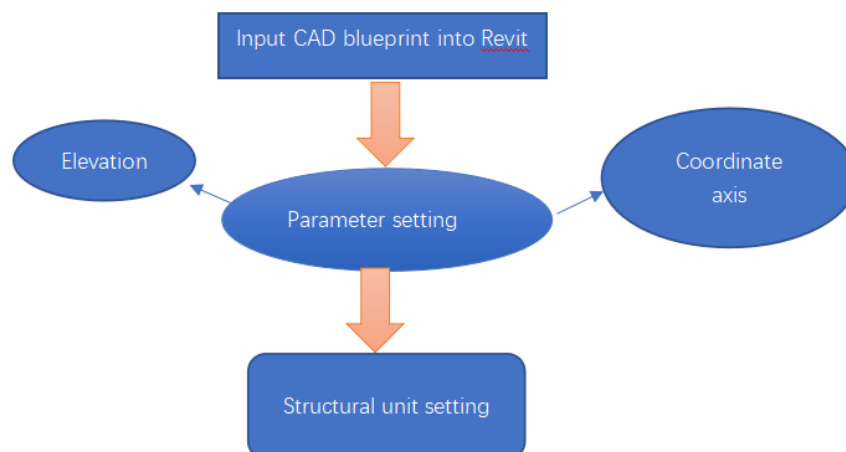 Input CAD blueprint into Revit
Elevation
Coordinate
axis
Parameter setting
Structural unit setting